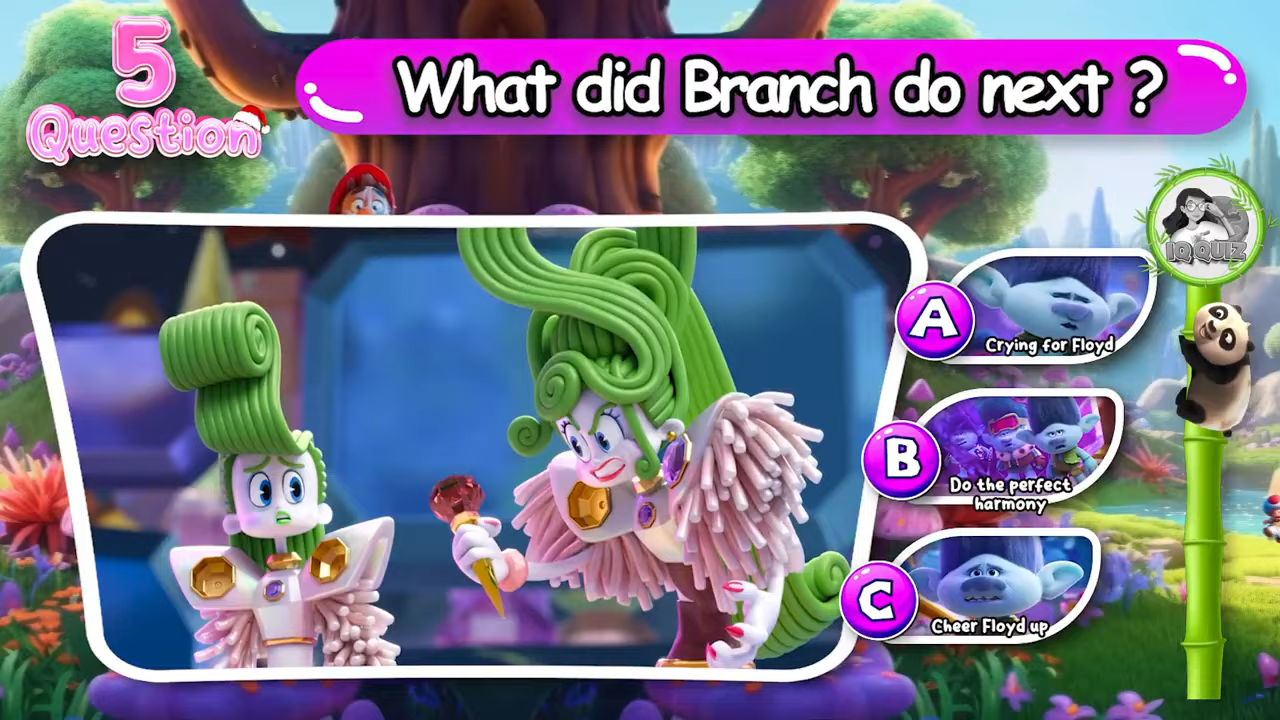 5
Question
What did Branch do next ?
IQ QUIZ
A
Crying for Floyd
B
Do the perfect
harmony
C
Cheer Floyd up